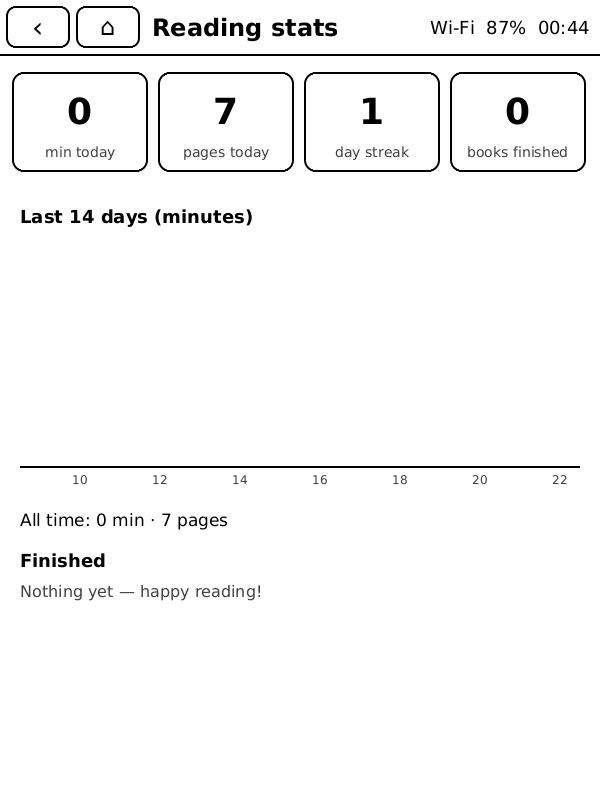 ‹ ⌂ Reading stats Wi-Fi 87% 00:44
0 7 1 0
min today pages today day streak books finished
Last 14 days (minutes)
10 12 14 16 18 20 22
All time: 0 min · 7 pages
Finished
Nothing yet — happy reading!